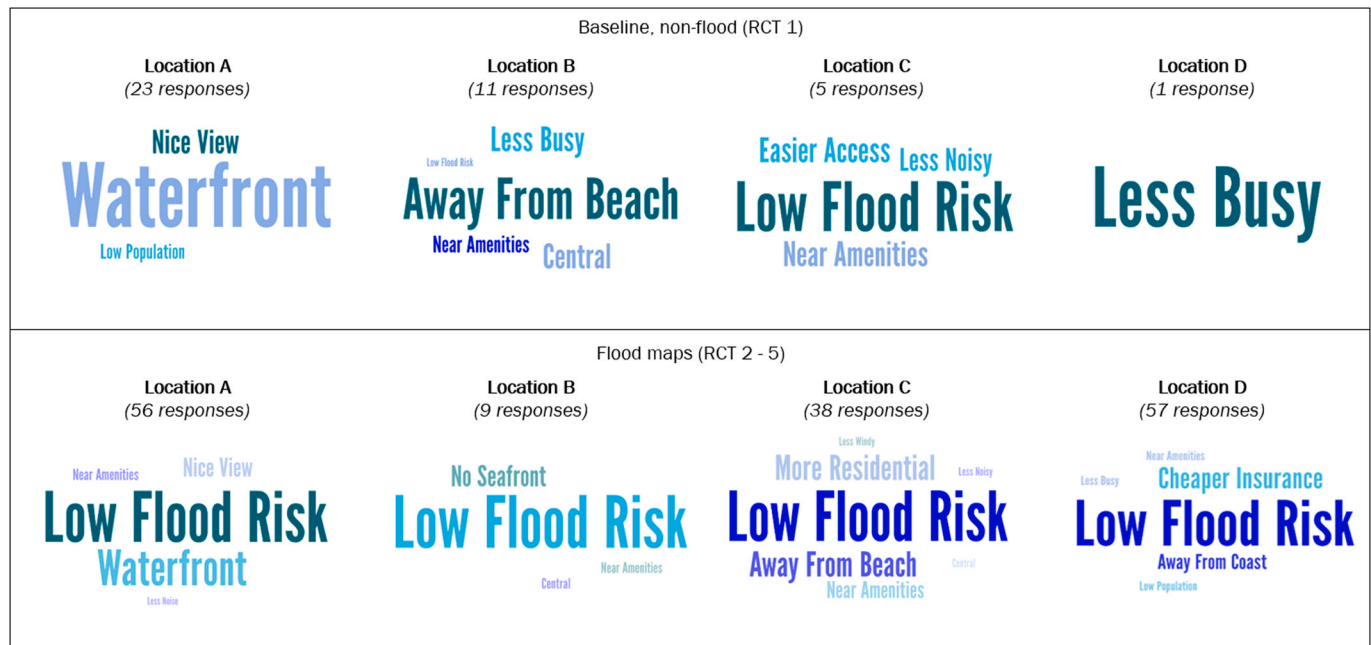 Baseline, non-flood (RCT 1)
Location A
(23 responses)
Nice View
Waterfront
Low Population
Location B
(11 responses)
Less Busy
Low Flood Risk
Away From Beach
Near Amenities
Central
Location C
(5 responses)
Easier Access
Less Noisy
Low Flood Risk
Near Amenities
Location D
(1 response)
Less Busy
Flood maps (RCT 2 - 5)
Location A
(56 responses)
Near Amenities
Nice View
Low Flood Risk
Waterfront
Less Noise
Location B
(9 responses)
No Seafront
Low Flood Risk
Near Amenities
Central
Location C
(38 responses)
Less Windy
More Residential
Less Noisy
Low Flood Risk
Away From Beach
Central
Near Amenities
Location D
(57 responses)
Near Amenities
Less Busy
Cheaper Insurance
Low Flood Risk
Away From Coast
Low Population